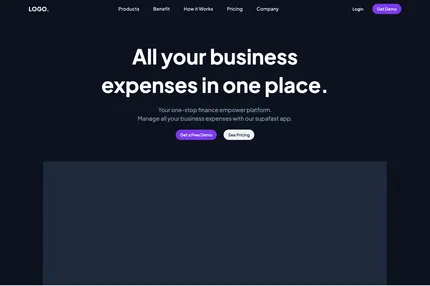 LOGO.
Products
Benefit
How it Works
Pricing
Company
Login
Get Demo
All your business
expenses in one place.
Your one-stop finance empower platform.
Manage all your business expenses with our supafast app.
Get a Free Demo
See Pricing